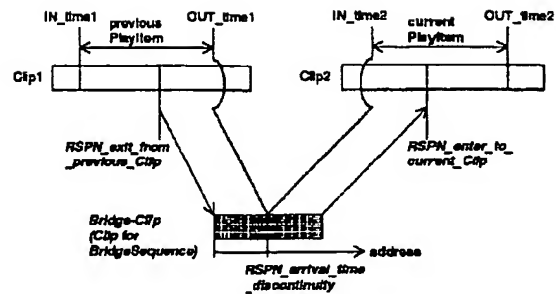 IN_time1
previous
PlayItem
OUT_time1
IN_time2
current
PlayItem
OUT_time2
Clip1
Clip2
RSPN_exit_from
_previous_Clip
RSPN_enter_to_
current_Clip
Bridge-Clip
(Clip for
BridgeSequence)
address
RSPN_arrival_time
_discontinuity